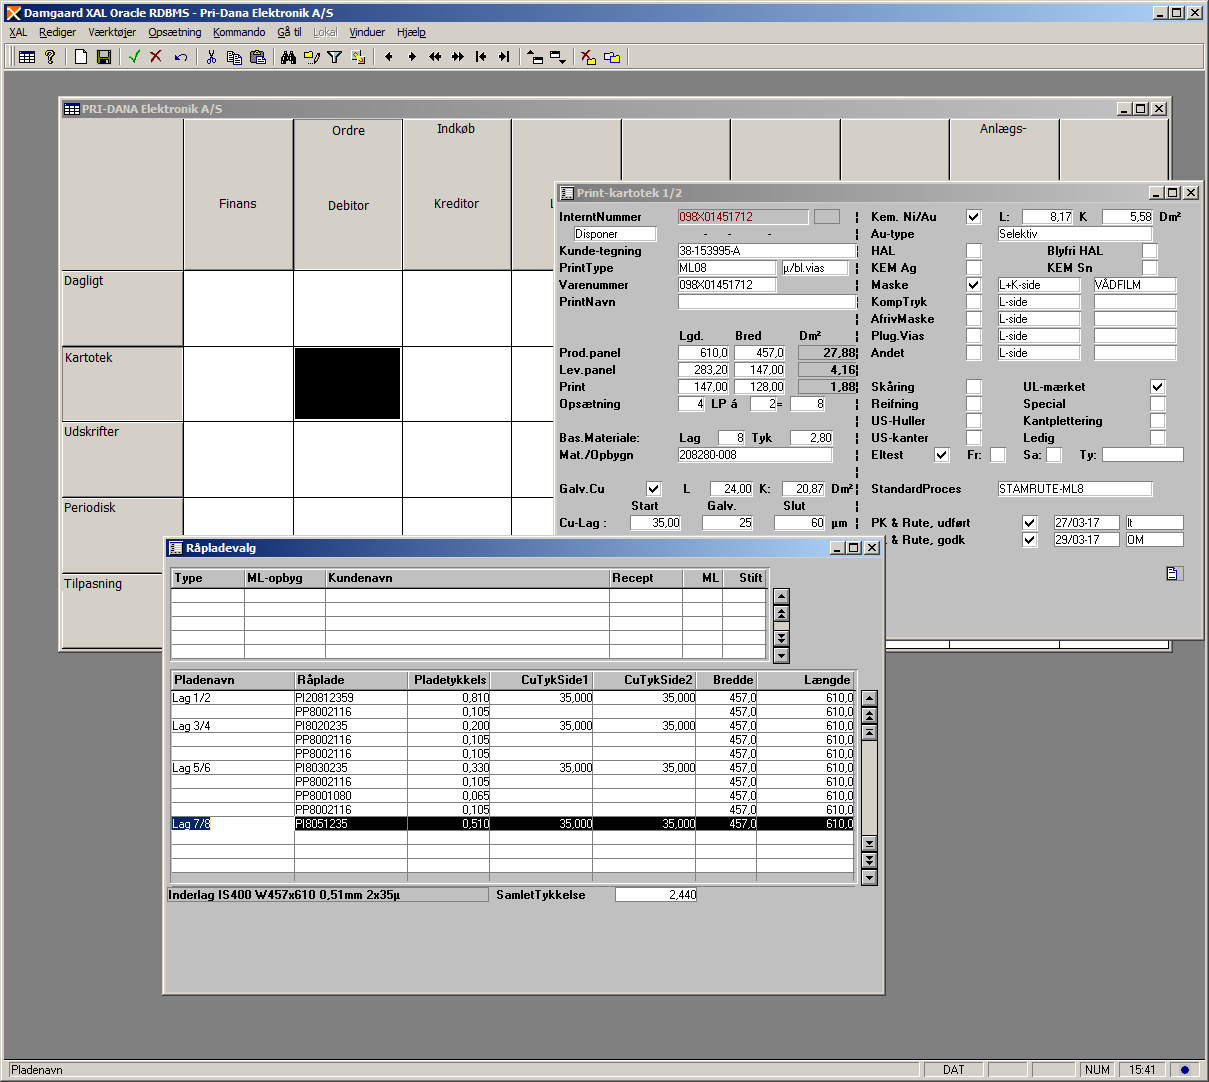 Damgaard XAL Oracle RDBMS - Pri-Dana Elektronik A/S
XAL Rediger Værktøjer Opsætning Kommando Gå til Lokal Vinduer Hjælp
PRI-DANA Elektronik A/S
Ordre Indkøb Anlægs-
Finans Debitor Kreditor
Dagligt
Kartotek
Udskrifter
Periodisk
Tilpasning
Print-kartotek 1/2
InterntNummer 098X01451712 Kem. Ni/Au L: 8,17 K 5,58 Dm²
Disponer - - - Au-type Selektiv
Kunde-tegning 38-153995-A HAL Blyfri HAL
PrintType ML08 µ/bl.vias KEM Ag KEM Sn
Varenummer 098X01451712 Maske L+K-side VÅDFILM
PrintNavn KompTryk L-side
AfrivMaske L-side
Lgd. Bred Dm² Plug.Vias L-side
Prod.panel 610,0 457,0 27,88 Andet L-side
Lev.panel 283,20 147,00 4,16
Print 147,00 128,00 1,88 Skåring UL-mærket
Opsætning 4 LP á 2= 8 Reifning Special
US-Huller Kantplettering
Bas.Materiale: Lag 8 Tyk 2,80 US-kanter Ledig
Mat./Opbygn 208280-008 Eltest Fr: Sa: Ty:
Galv.Cu L 24,00 K: 20,87 Dm² StandardProces STAMRUTE-ML8
Start Galv. Slut
Cu-Lag : 35,00 25 60 µm PK & Rute, udført 27/03-17 lt
& Rute, godk 29/03-17 OM
Råpladevalg
Type ML-opbyg Kundenavn Recept ML Stift
Pladenavn Råplade Pladetykkels CuTykSide1 CuTykSide2 Bredde Længde
Lag 1/2 PI20812359 0,810 35,000 35,000 457,0 610,0
PP8002116 0,105 457,0 610,0
Lag 3/4 PI8020235 0,200 35,000 35,000 457,0 610,0
PP8002116 0,105 457,0 610,0
PP8002116 0,105 457,0 610,0
Lag 5/6 PI8030235 0,330 35,000 35,000 457,0 610,0
PP8002116 0,105 457,0 610,0
PP8001080 0,065 457,0 610,0
PP8002116 0,105 457,0 610,0
Lag 7/8 PI8051235 0,510 35,000 35,000 457,0 610,0
Inderlag IS400 W457x610 0,51mm 2x35µ SamletTykkelse 2,440
Pladenavn DAT NUM 15:41